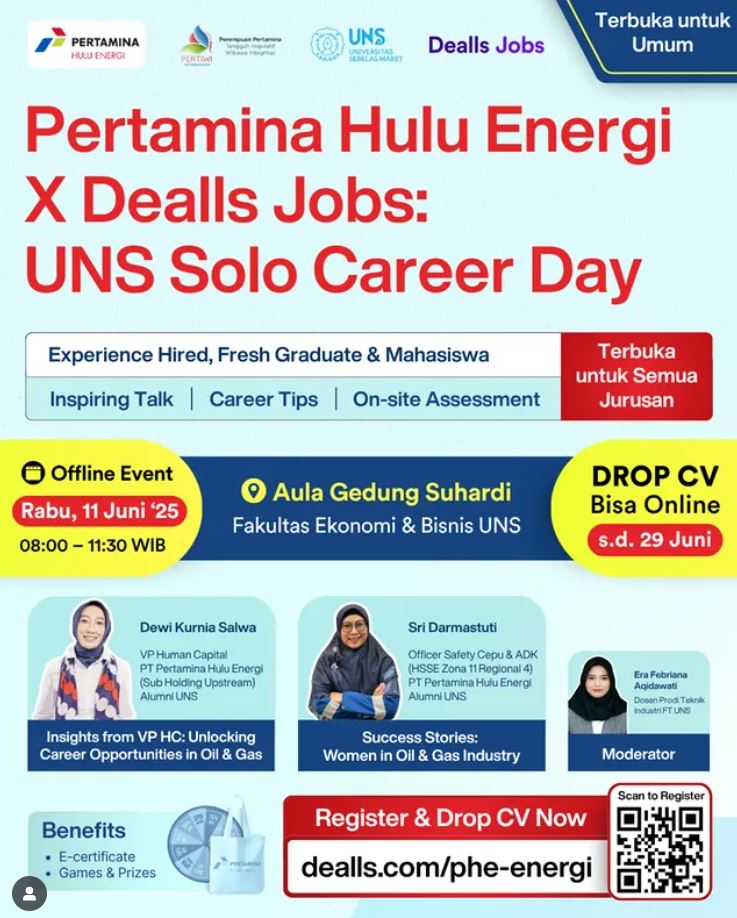 PERTAMINA
HULU ENERGI
PERTIWI
Perempuan Pertamina
Tangguh Inspiratif
Wibawa Integritas
UNS
UNIVERSITAS
SEBELAS MARET
Dealls Jobs
Terbuka untuk
Umum
Pertamina Hulu Energi
X Dealls Jobs:
UNS Solo Career Day
Experience Hired, Fresh Graduate & Mahasiswa
Inspiring Talk | Career Tips | On-site Assessment
Terbuka
untuk Semua
Jurusan
Offline Event
Rabu, 11 Juni ‘25
08:00 – 11:30 WIB
Aula Gedung Suhardi
Fakultas Ekonomi & Bisnis UNS
DROP CV
Bisa Online
s.d. 29 Juni
Dewi Kurnia Salwa
VP Human Capital
PT Pertamina Hulu Energi
(Sub Holding Upstream)
Alumni UNS
Insights from VP HC: Unlocking
Career Opportunities in Oil & Gas
Sri Darmastuti
Officer Safety Cepu & ADK
(HSSE Zona 11 Regional 4)
PT Pertamina Hulu Energi
Alumni UNS
Success Stories:
Women in Oil & Gas Industry
Era Febriana
Aqidawati
Dosen Prodi Teknik
Industri FT UNS
Moderator
Benefits
• E-certificate
• Games & Prizes
PERTAMINA
Register & Drop CV Now
dealls.com/phe-energi
Scan to Register